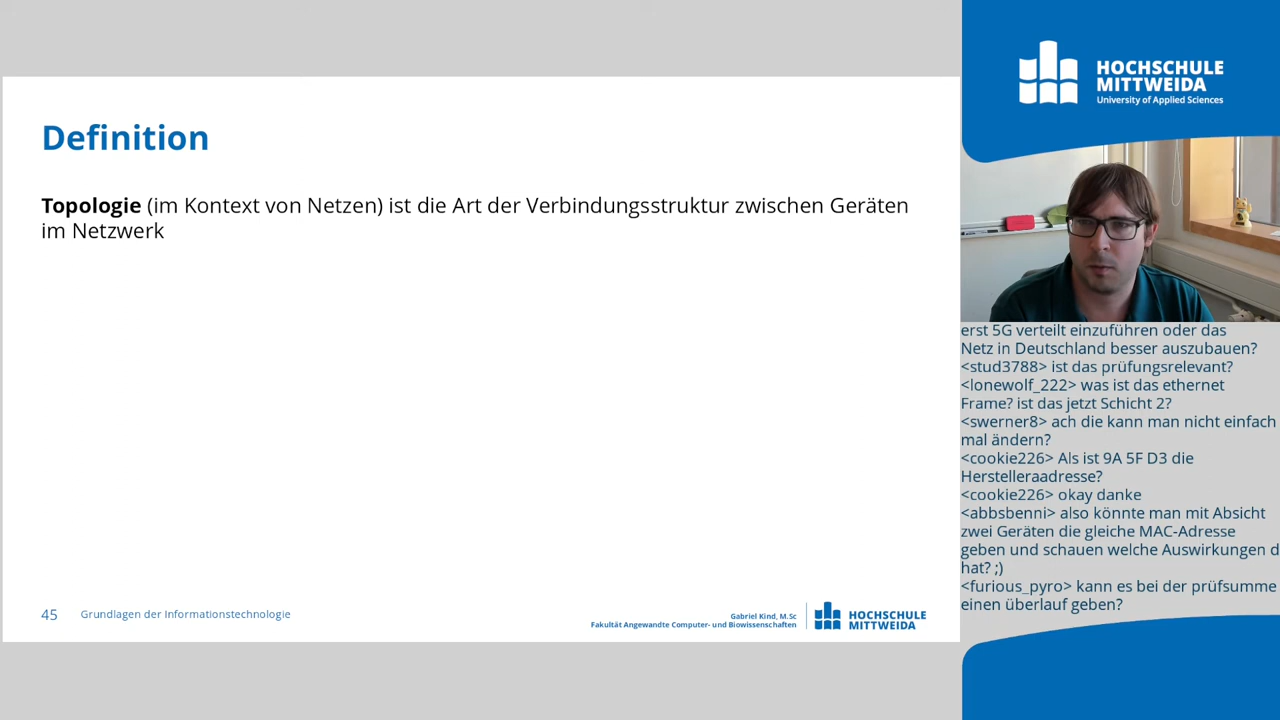 Definition
Topologie (im Kontext von Netzen) ist die Art der Verbindungsstruktur zwischen Geräten
im Netzwerk
45 Grundlagen der Informationstechnologie
Gabriel Kind, M.Sc
Fakultät Angewandte Computer- und Biowissenschaften
HOCHSCHULE
MITTWEIDA
HOCHSCHULE
MITTWEIDA
University of Applied Sciences
erst 5G verteilt einzuführen oder das
Netz in Deutschland besser auszubauen?
<stud3788> ist das prüfungsrelevant?
<lonewolf_222> was ist das ethernet
Frame? ist das jetzt Schicht 2?
<swerner8> ach die kann man nicht einfach
mal ändern?
<cookie226> Als ist 9A 5F D3 die
Herstelleraadresse?
<cookie226> okay danke
<abbsbenni> also könnte man mit Absicht
zwei Geräten die gleiche MAC-Adresse
geben und schauen welche Auswirkungen d
hat? ;)
<furious_pyro> kann es bei der prüfsumme
einen überlauf geben?